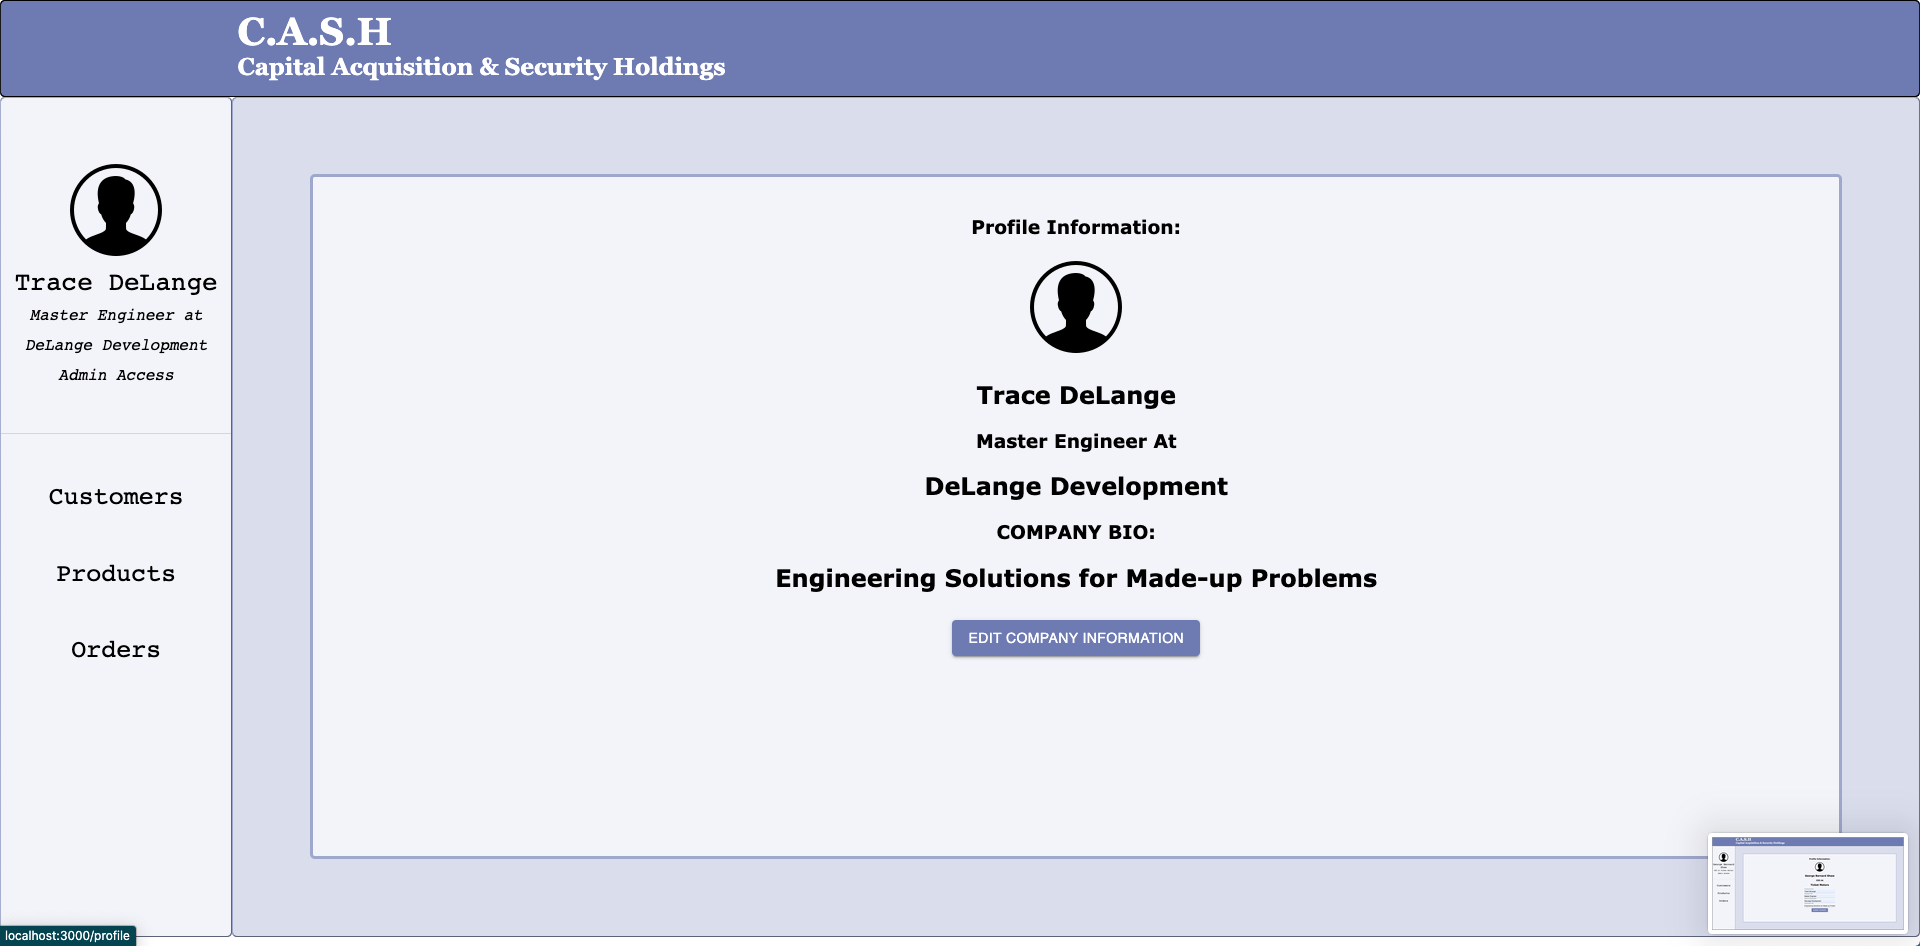 C.A.S.H
Capital Acquisition & Security Holdings
Trace DeLange
Master Engineer at
DeLange Development
Admin Access
Customers
Products
Orders
Profile Information:
Trace DeLange
Master Engineer At
DeLange Development
COMPANY BIO:
Engineering Solutions for Made-up Problems
EDIT COMPANY INFORMATION
localhost:3000/profile